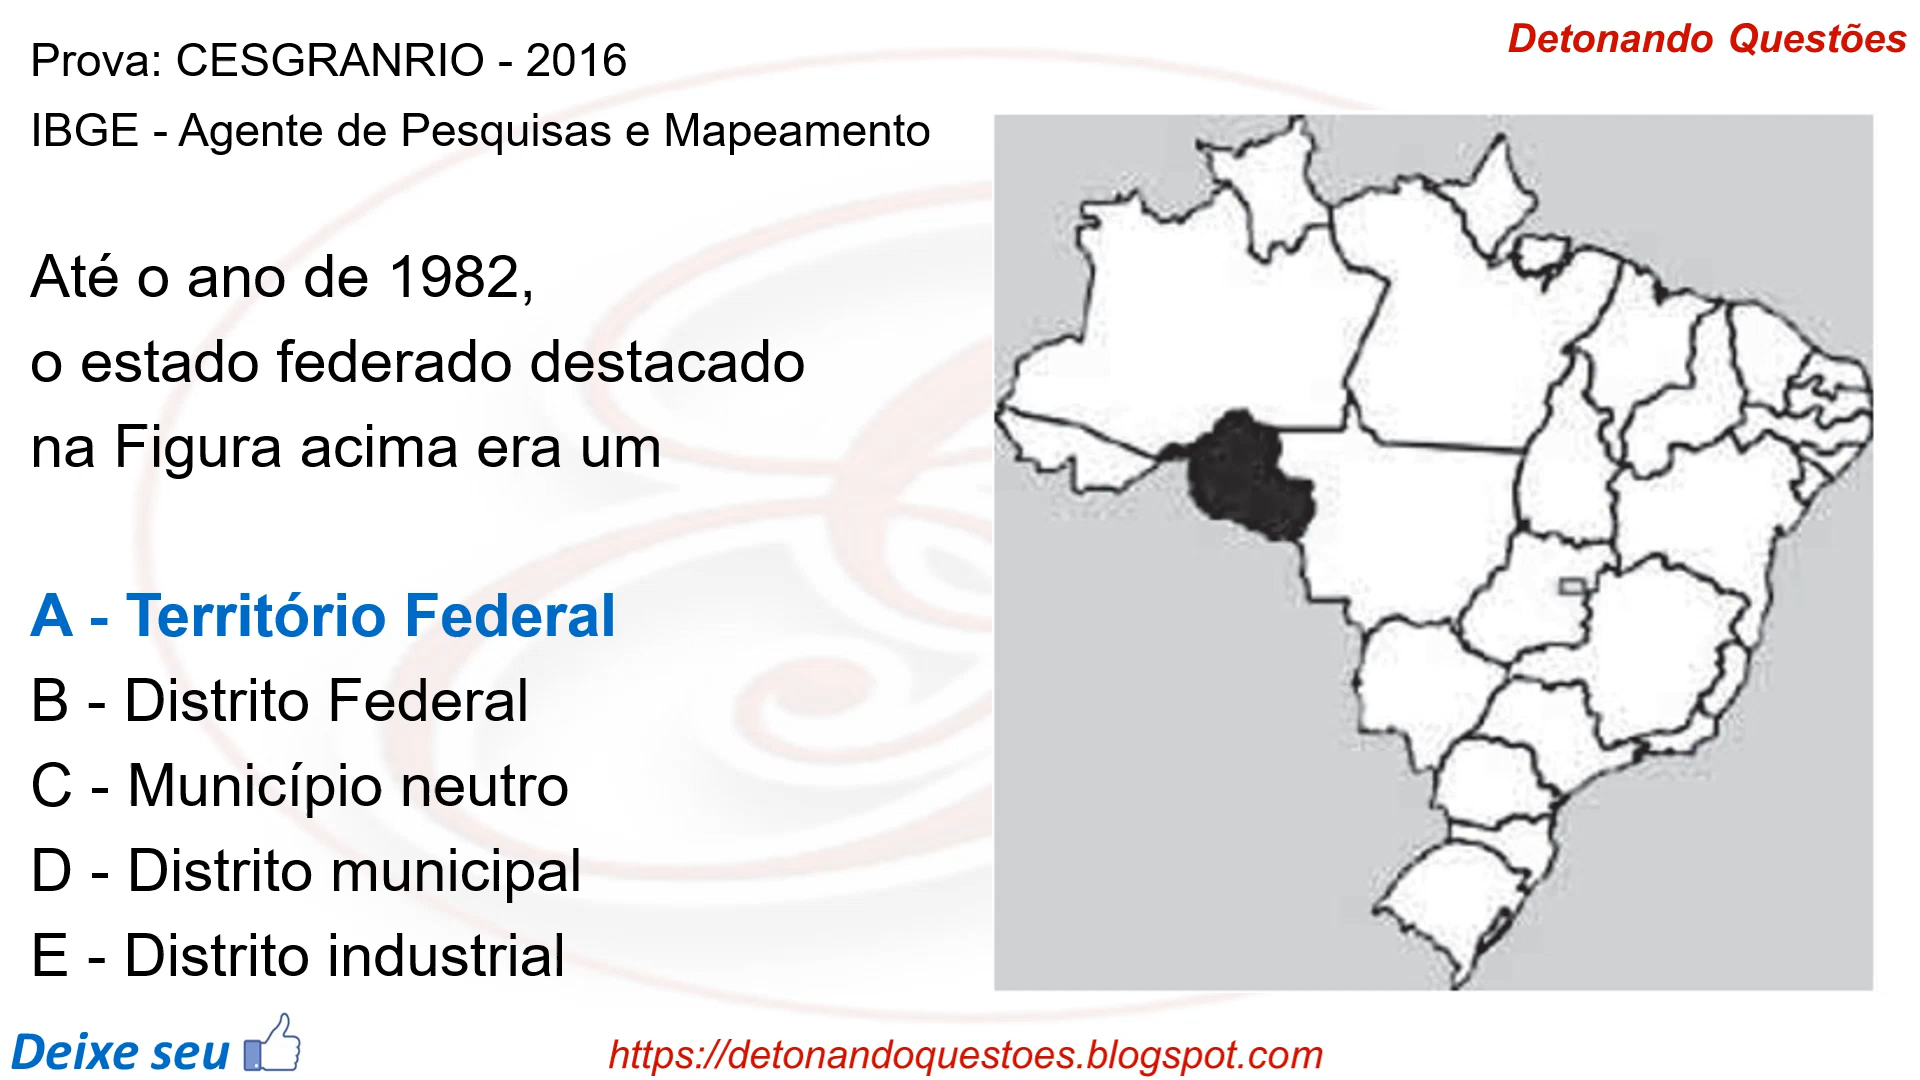 Detonando Questões
Prova: CESGRANRIO - 2016
IBGE - Agente de Pesquisas e Mapeamento
Até o ano de 1982,
o estado federado destacado
na Figura acima era um
A - Território Federal
B - Distrito Federal
C - Município neutro
D - Distrito municipal
E - Distrito industrial
Deixe seu
https://detonandoquestoes.blogspot.com